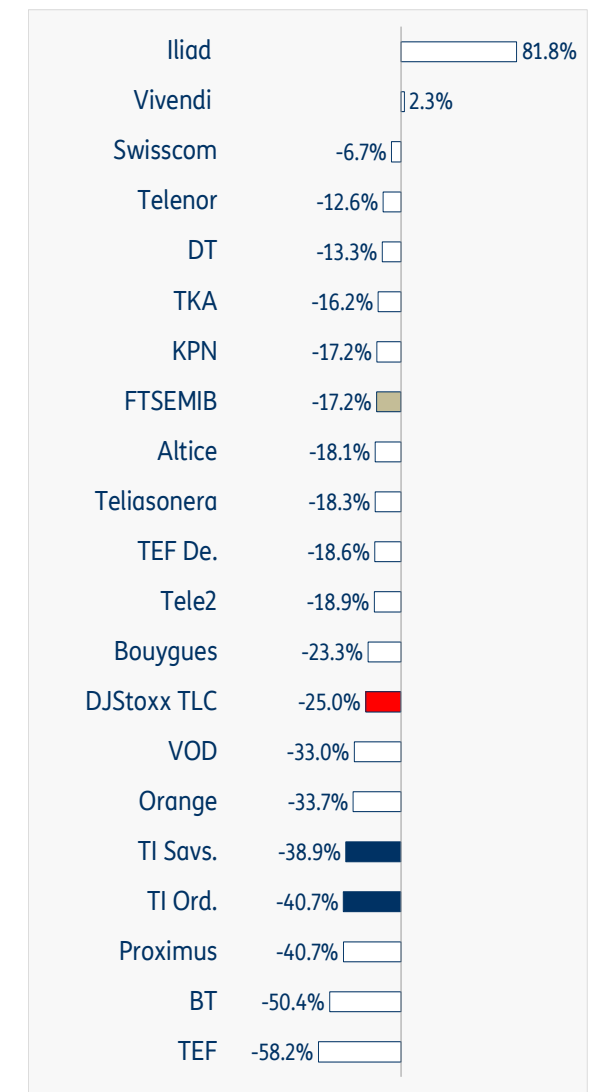 Iliad 81.8%
Vivendi 2.3%
Swisscom -6.7%
Telenor -12.6%
DT -13.3%
TKA -16.2%
KPN -17.2%
FTSEMIB -17.2%
Altice -18.1%
Teliasonera -18.3%
TEF De. -18.6%
Tele2 -18.9%
Bouygues -23.3%
DJStoxx TLC -25.0%
VOD -33.0%
Orange -33.7%
TI Savs. -38.9%
TI Ord. -40.7%
Proximus -40.7%
BT -50.4%
TEF -58.2%